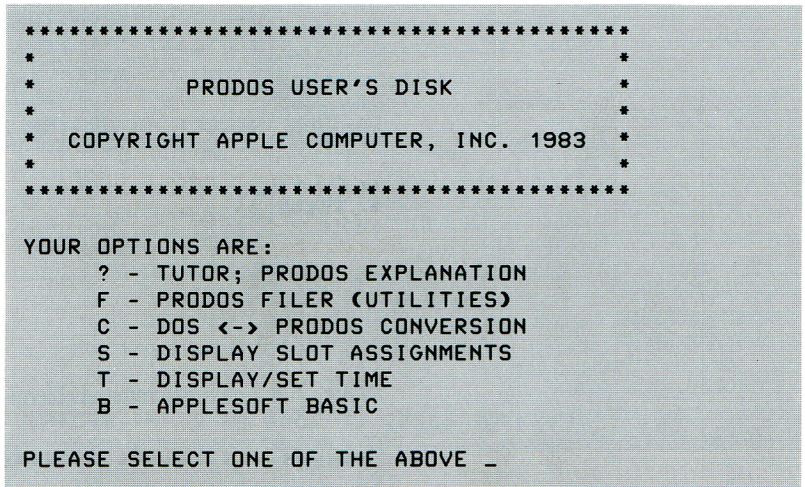 *****************************************
* *
* PRODOS USER'S DISK *
* *
* COPYRIGHT APPLE COMPUTER, INC. 1983 *
* *
*****************************************
YOUR OPTIONS ARE:
? - TUTOR; PRODOS EXPLANATION
F - PRODOS FILER (UTILITIES)
C - DOS <-> PRODOS CONVERSION
S - DISPLAY SLOT ASSIGNMENTS
T - DISPLAY/SET TIME
B - APPLESOFT BASIC
PLEASE SELECT ONE OF THE ABOVE _